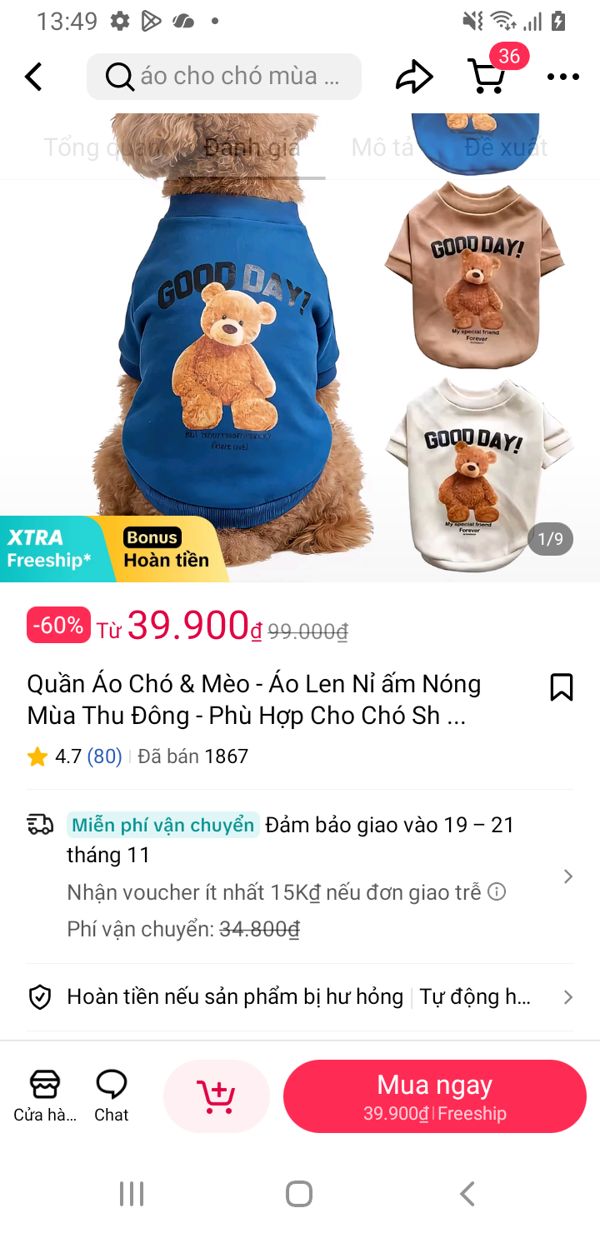 13:49
36
áo cho chó mùa ...
Tổng quan
Đánh giá
Mô tả
Đề xuất
GOOD DAY!
GOOD DAY!
My special friend
Forever
GOOD DAY!
My special friend
Forever
1/9
XTRA
Freeship*
Bonus
Hoàn tiền
-60% Từ 39.900₫ 99.000₫
Quần Áo Chó & Mèo - Áo Len Nỉ ấm Nóng
Mùa Thu Đông - Phù Hợp Cho Chó Sh ...
4.7 (80) Đã bán 1867
Miễn phí vận chuyển Đảm bảo giao vào 19 – 21
tháng 11
Nhận voucher ít nhất 15K₫ nếu đơn giao trễ
Phí vận chuyển: 34.800₫
Hoàn tiền nếu sản phẩm bị hư hỏng Tự động h...
Cửa hà...
Chat
Mua ngay
39.900₫ Freeship